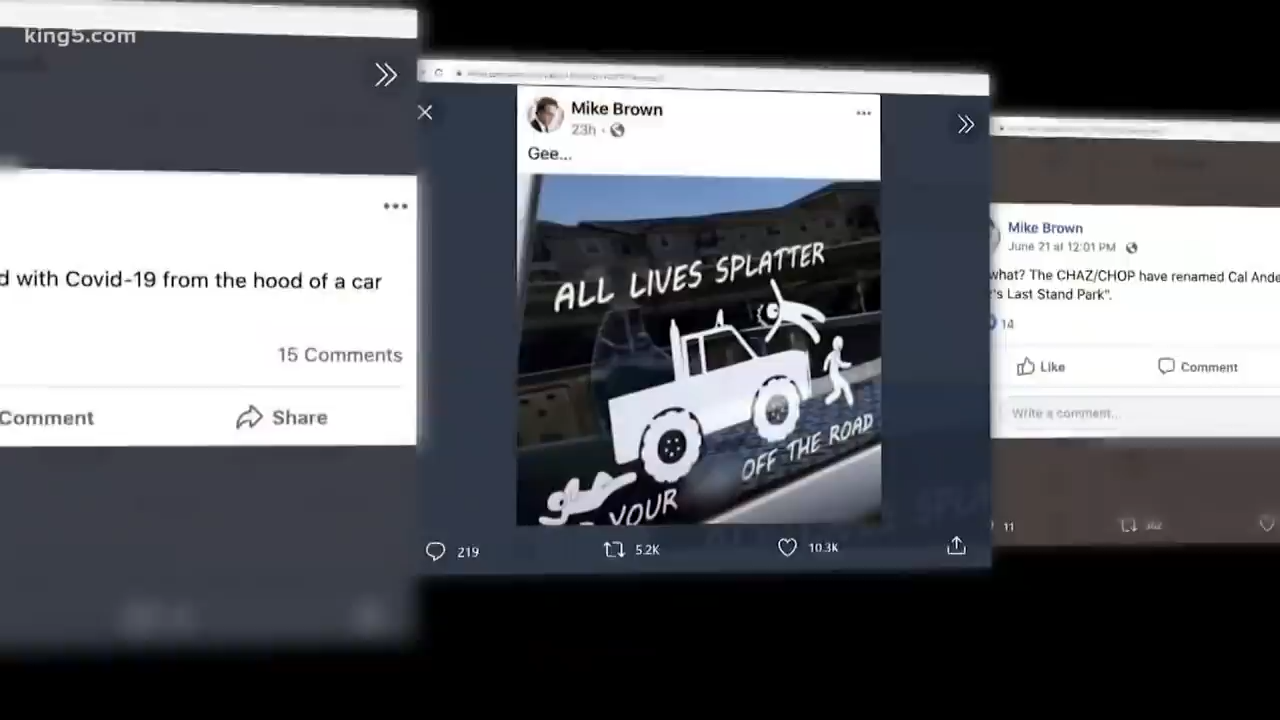 king5.com
d with Covid-19 from the hood of a car
15 Comments
Comment
Share
Mike Brown
23h
Gee...
ALL LIVES SPLATTER
YOUR
OFF THE ROAD
219
5.2K
10.3K
Mike Brown
June 21 at 12:01 PM
what? The CHAZ/CHOP have renamed Cal Ande
's Last Stand Park".
14
Like
Comment
Write a comment...
11
362